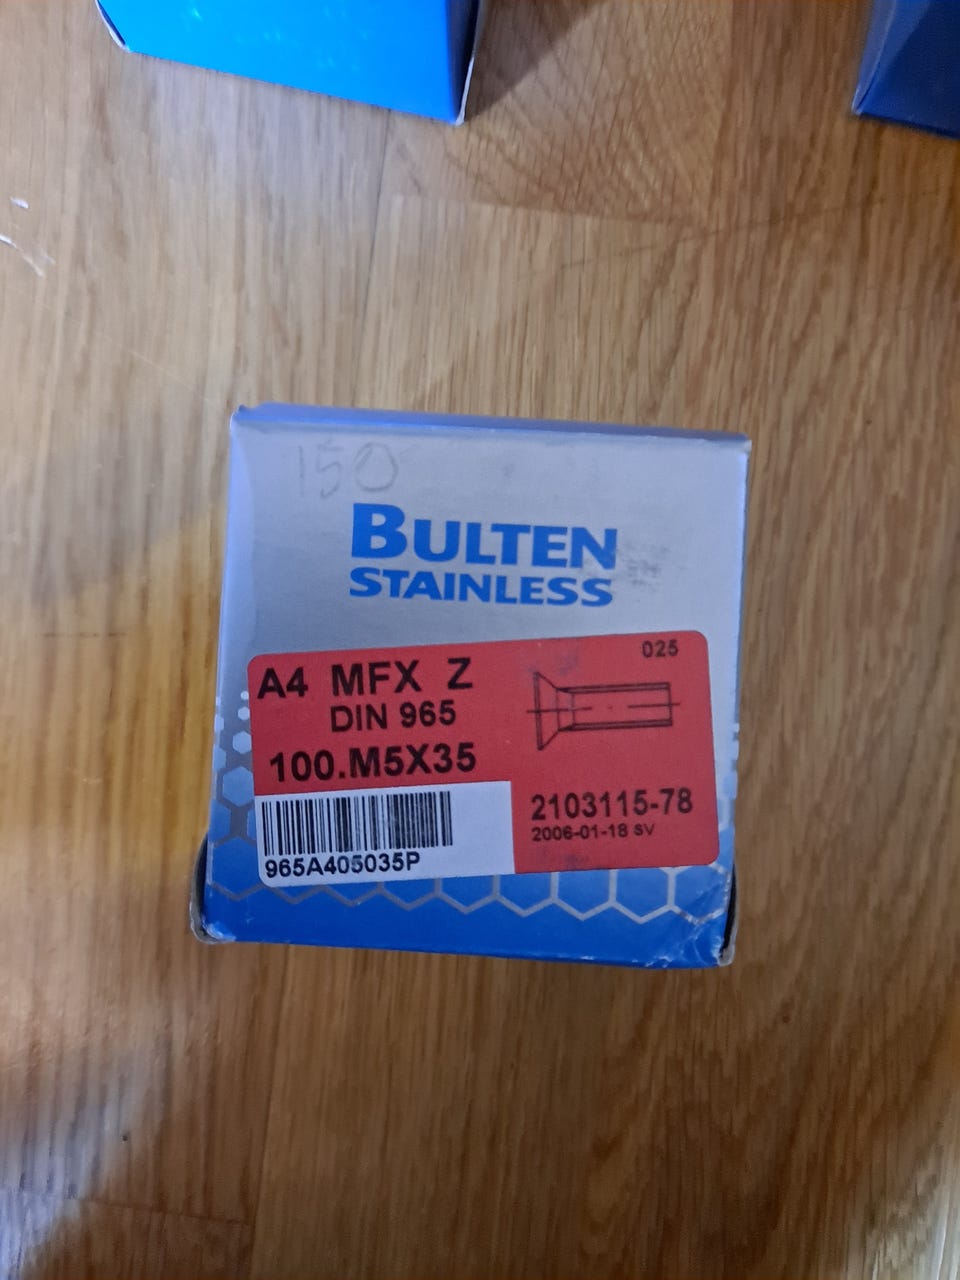 150
BULTEN
STAINLESS
025
A4 MFX Z
DIN 965
100.M5X35
2103115-78
2006-01-18 SV
965A405035P